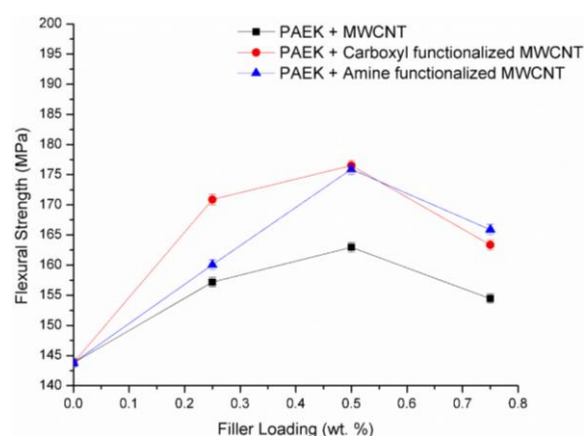 PAEK + MWCNT
PAEK + Carboxyl functionalized MWCNT
PAEK + Amine functionalized MWCNT
Flexural Strength (MPa)
200
195
190
185
180
175
170
165
160
155
150
145
140
0.0 0.1 0.2 0.3 0.4 0.5 0.6 0.7 0.8
Filler Loading (wt. %)